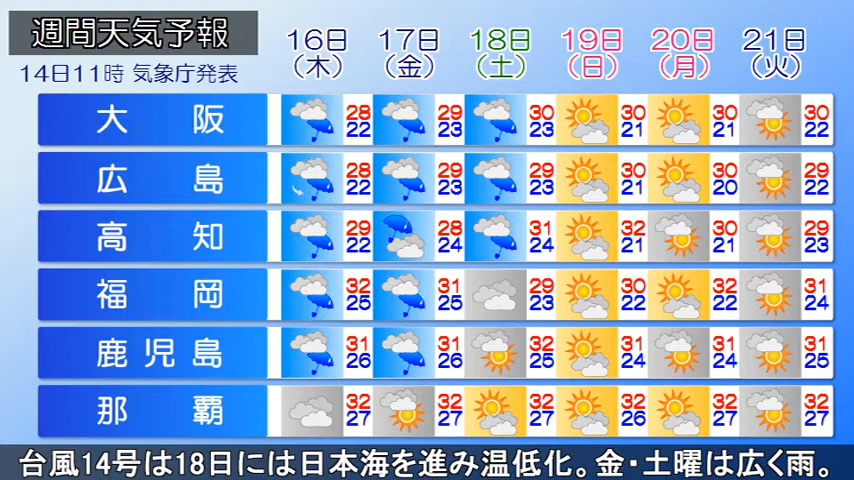 週間天気予報
14日11時 気象庁発表
16日 17日 18日 19日 20日 21日
(木) (金) (土) (日) (月) (火)
大阪 28 22 29 23 30 23 30 21 30 21 30 22
広島 28 22 29 23 29 23 30 21 30 20 29 22
高知 29 22 28 24 31 24 32 21 30 21 29 23
福岡 32 25 31 25 29 23 30 22 32 22 31 24
鹿児島 31 26 31 26 32 25 31 24 31 24 31 25
那覇 32 27 32 27 32 27 32 26 32 27 32 27
台風14号は18日には日本海を進み温低化。金・土曜は広く雨。